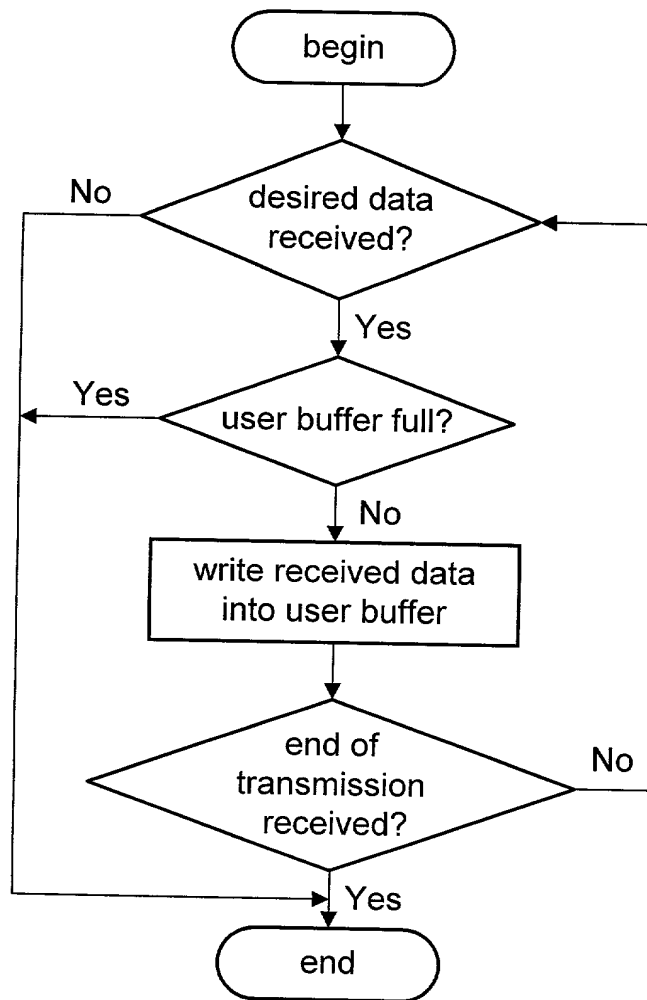 begin
No
desired data
received?
Yes
Yes
user buffer full?
No
write received data
into user buffer
end of
transmission
received?
No
Yes
end